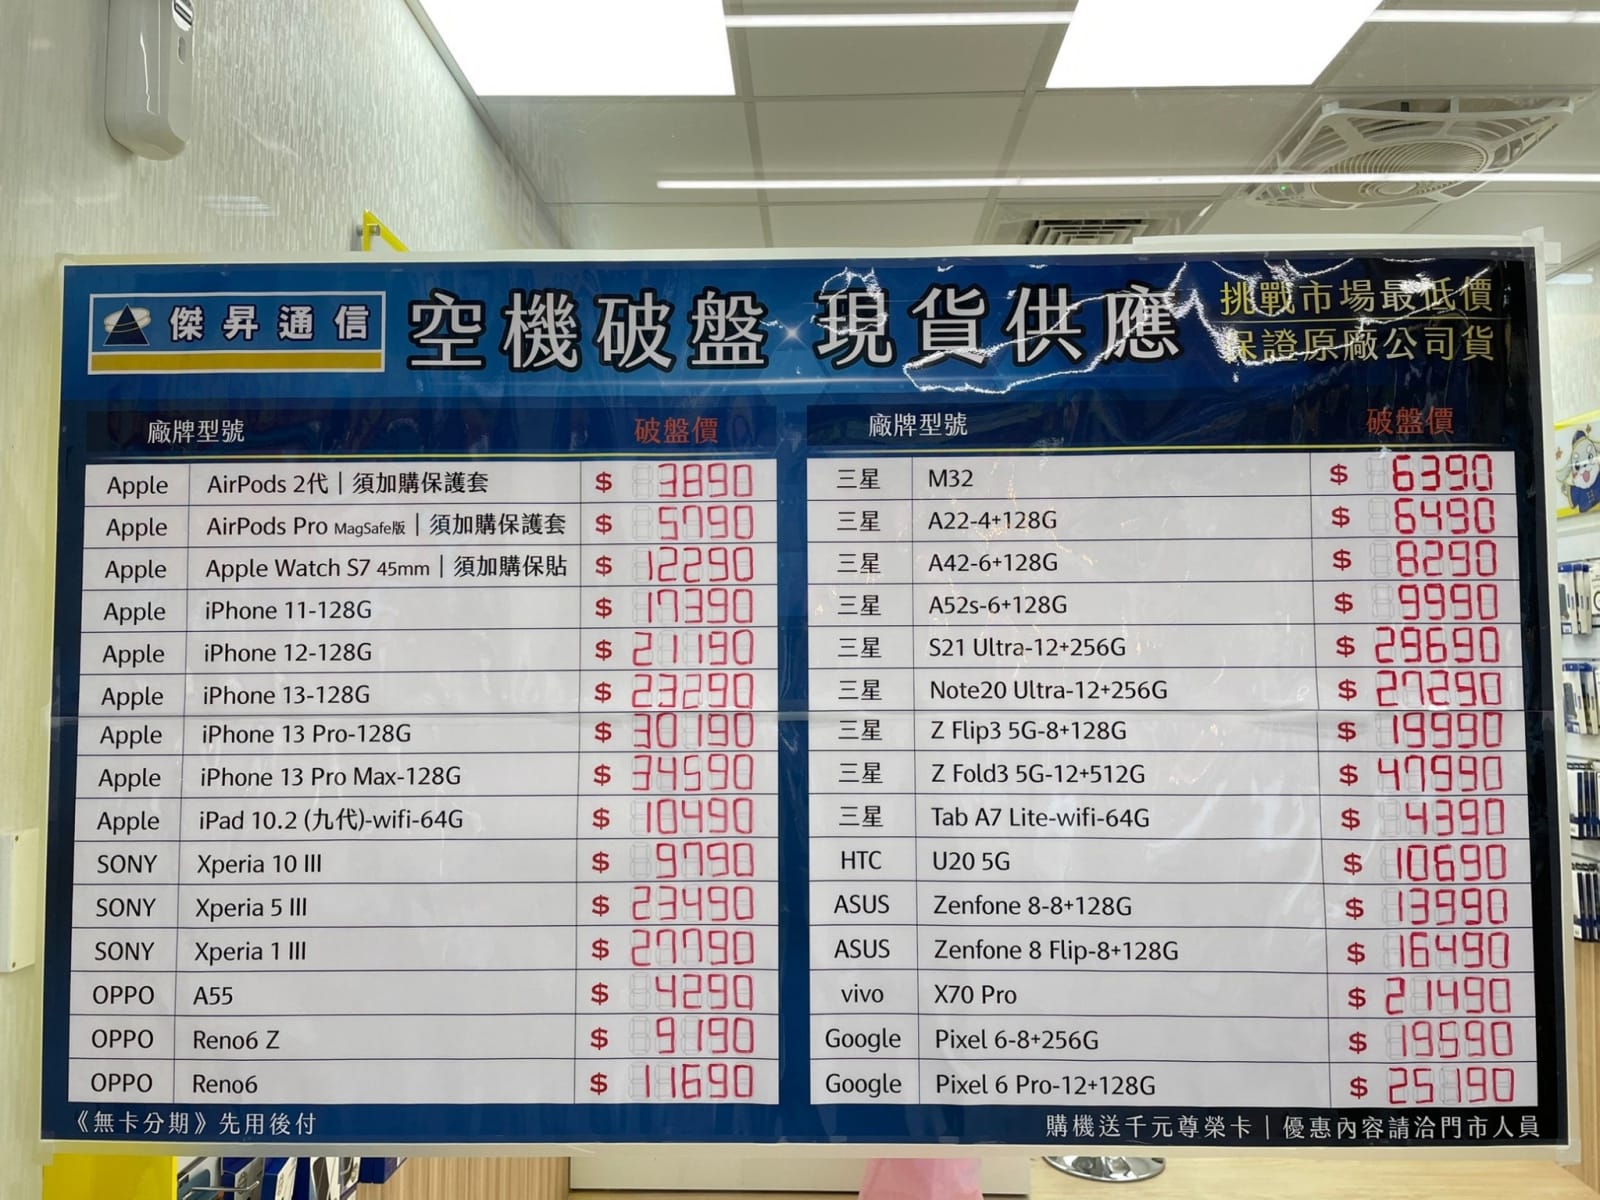 傑昇通信
空機破盤 現貨供應
挑戰市場最低價
保證原廠公司貨
廠牌型號 破盤價
Apple AirPods 2代｜須加購保護套 $ 3890
Apple AirPods Pro MagSafe版｜須加購保護套 $ 5790
Apple Apple Watch S7 45mm｜須加購保貼 $ 12290
Apple iPhone 11-128G $ 17390
Apple iPhone 12-128G $ 21190
Apple iPhone 13-128G $ 23290
Apple iPhone 13 Pro-128G $ 30190
Apple iPhone 13 Pro Max-128G $ 34590
Apple iPad 10.2 (九代)-wifi-64G $ 10490
SONY Xperia 10 III $ 9790
SONY Xperia 5 III $ 23490
SONY Xperia 1 III $ 27790
OPPO A55 $ 4290
OPPO Reno6 Z $ 9190
OPPO Reno6 $ 11690
《無卡分期》先用後付
廠牌型號 破盤價
三星 M32 $ 6390
三星 A22-4+128G $ 6490
三星 A42-6+128G $ 8290
三星 A52s-6+128G $ 9990
三星 S21 Ultra-12+256G $ 29690
三星 Note20 Ultra-12+256G $ 27290
三星 Z Flip3 5G-8+128G $ 19990
三星 Z Fold3 5G-12+512G $ 47990
三星 Tab A7 Lite-wifi-64G $ 4390
HTC U20 5G $ 10690
ASUS Zenfone 8-8+128G $ 13990
ASUS Zenfone 8 Flip-8+128G $ 16490
vivo X70 Pro $ 21490
Google Pixel 6-8+256G $ 19590
Google Pixel 6 Pro-12+128G $ 25190
購機送千元尊榮卡｜優惠內容請洽門市人員